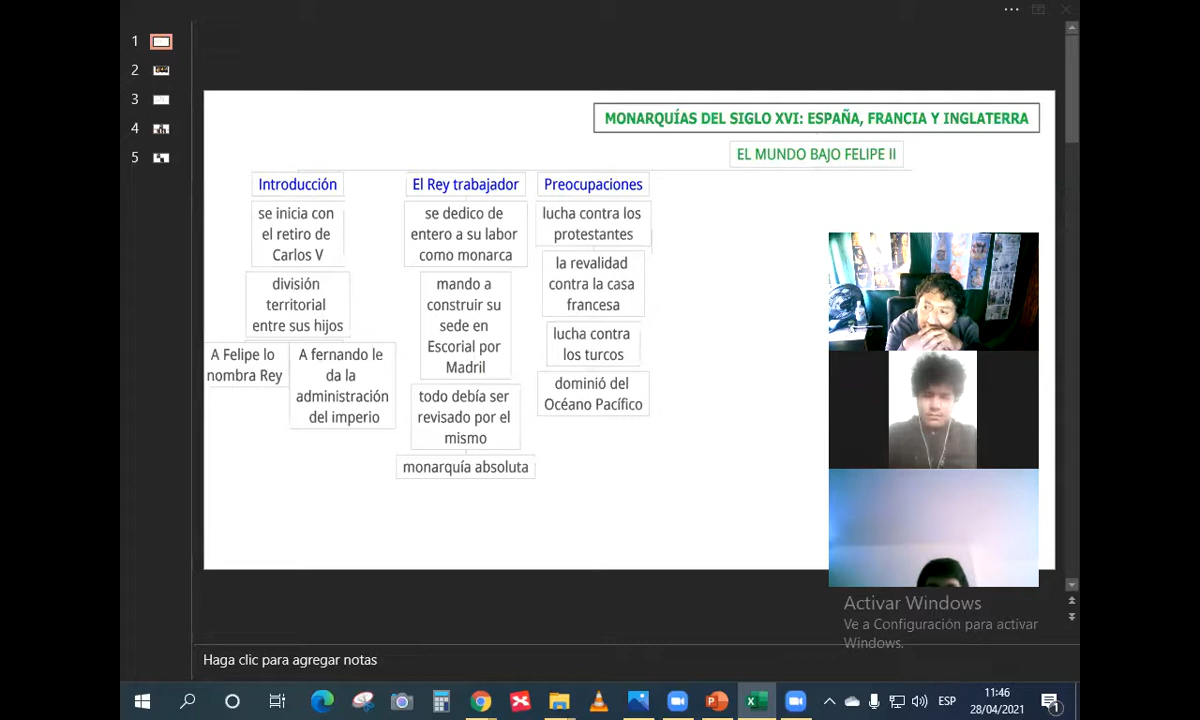 1
2
3
4
5
MONARQUÍAS DEL SIGLO XVI: ESPAÑA, FRANCIA Y INGLATERRA
EL MUNDO BAJO FELIPE II
Introducción
se inicia con
el retiro de
Carlos V
división
territorial
entre sus hijos
A Felipe lo
nombra Rey
A fernando le
da la
administración
del imperio
El Rey trabajador
se dedico de
entero a su labor
como monarca
mando a
construir su
sede en
Escorial por
Madril
todo debía ser
revisado por el
mismo
monarquía absoluta
Preocupaciones
lucha contra los
protestantes
la revalidad
contra la casa
francesa
lucha contra
los turcos
dominió del
Océano Pacífico
Activar Windows
Ve a Configuración para activar
Windows.
Haga clic para agregar notas
ESP
11:46
28/04/2021
1